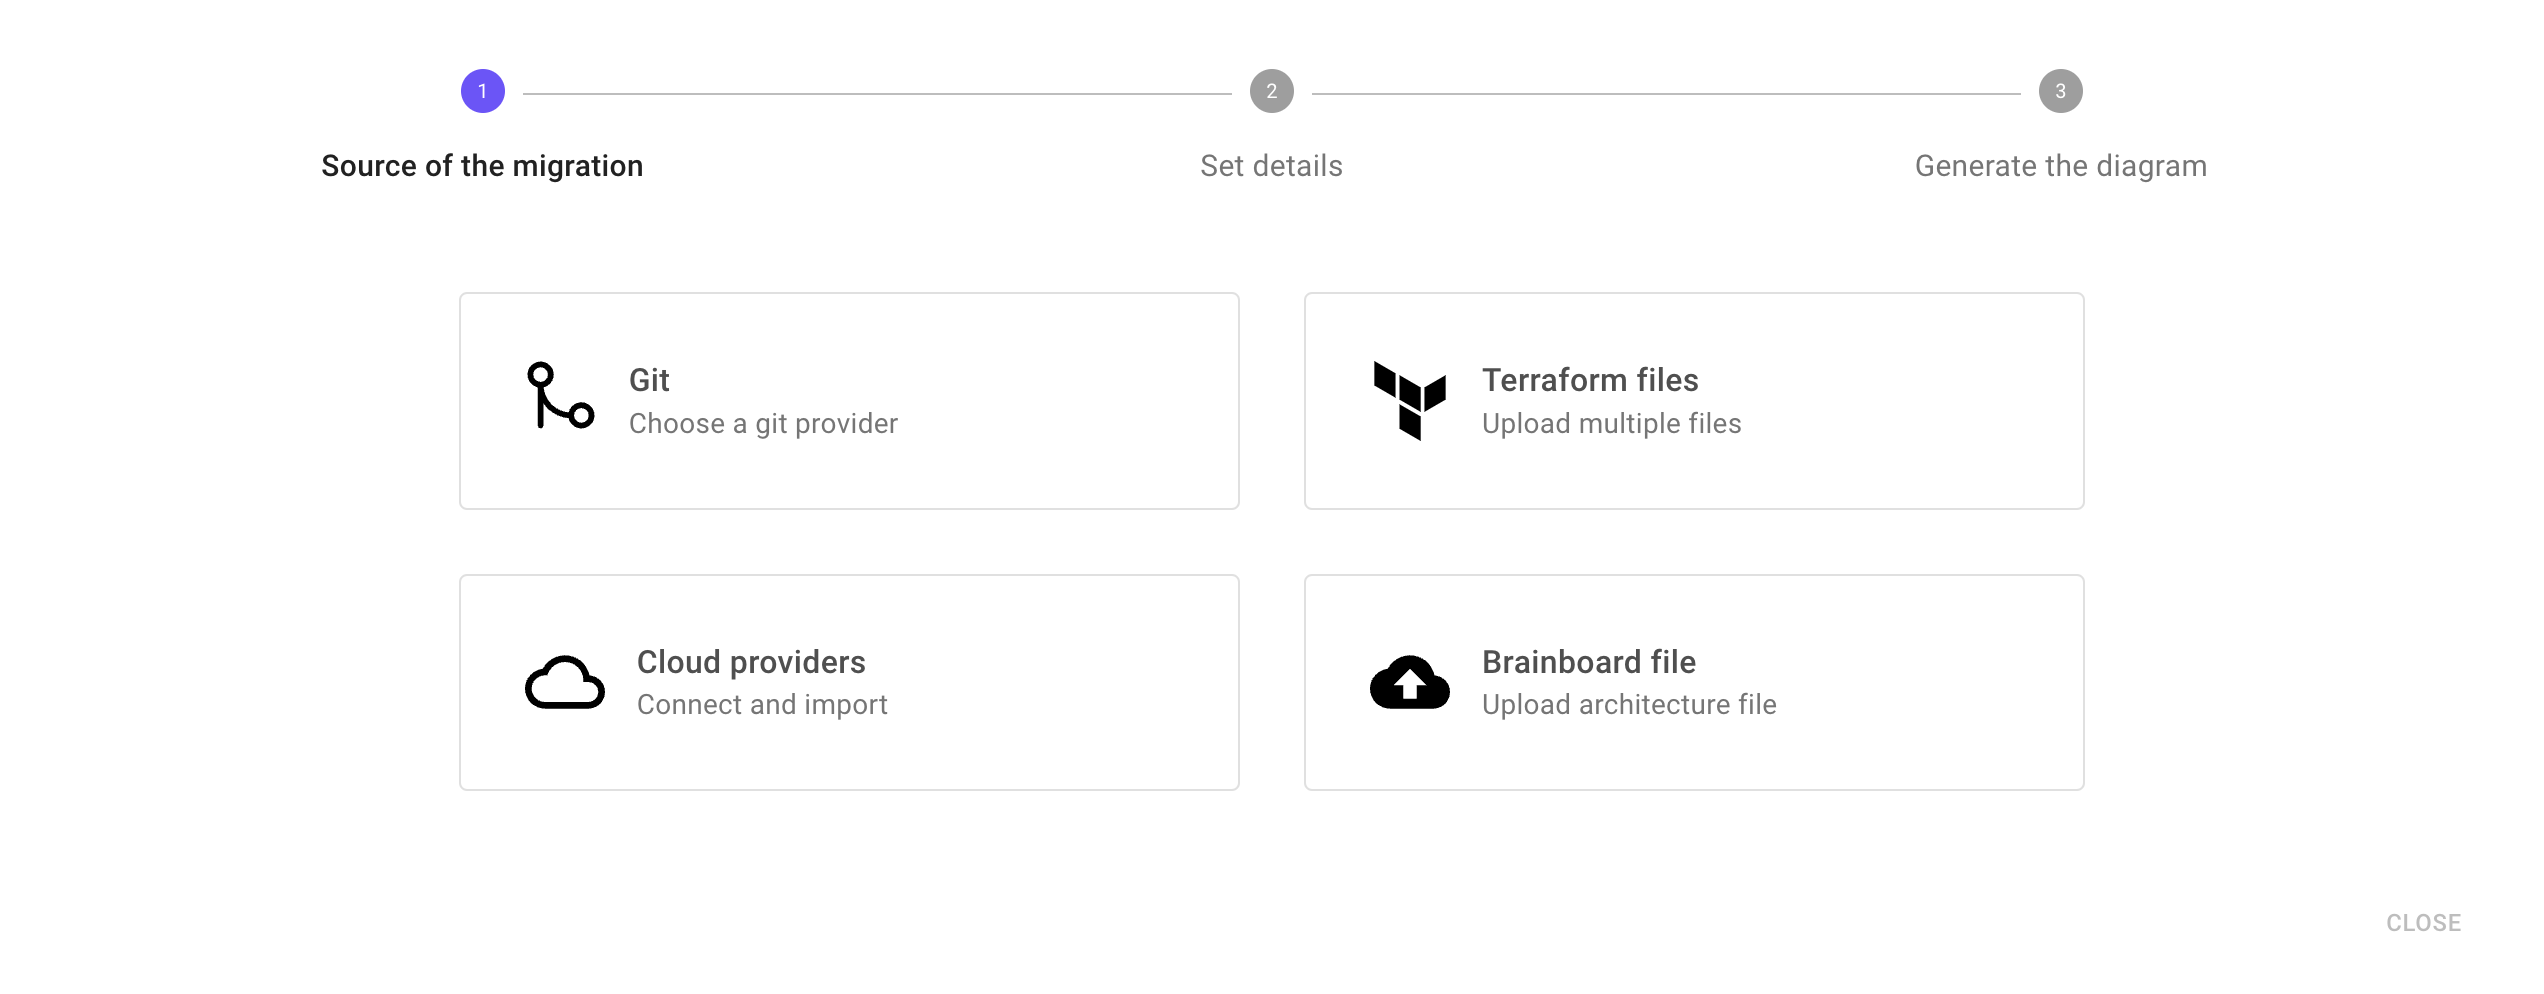 1
2
3
Source of the migration
Set details
Generate the diagram
Git
Choose a git provider
Terraform files
Upload multiple files
Cloud providers
Connect and import
Brainboard file
Upload architecture file
CLOSE